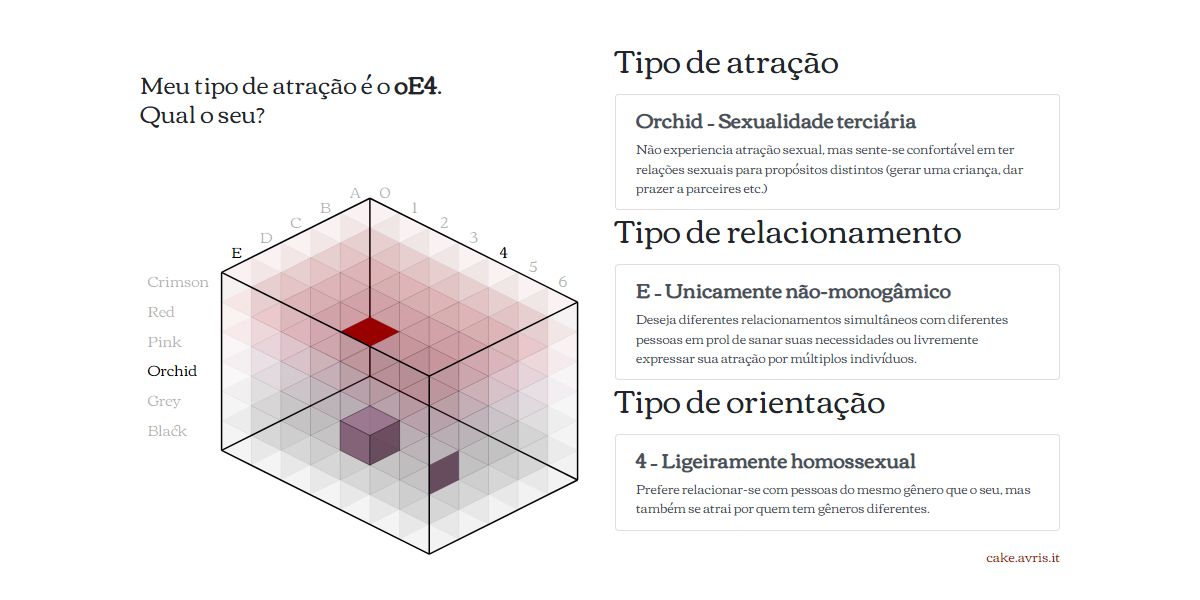 Meu tipo de atração é o oE4.
Qual o seu?
A O
B 1
C 2
D 3
E 4
5
6
Crimson
Red
Pink
Orchid
Grey
Black
Tipo de atração
Orchid - Sexualidade terciária
Não experiencia atração sexual, mas sente-se confortável em ter
relações sexuais para propósitos distintos (gerar uma criança, dar
prazer a parceires etc.)
Tipo de relacionamento
E - Unicamente não-monogâmico
Deseja diferentes relacionamentos simultâneos com diferentes
pessoas em prol de sanar suas necessidades ou livremente
expressar sua atração por múltiplos indivíduos.
Tipo de orientação
4 - Ligeiramente homossexual
Prefere relacionar-se com pessoas do mesmo gênero que o seu, mas
também se atrai por quem tem gêneros diferentes.
cake.avris.it